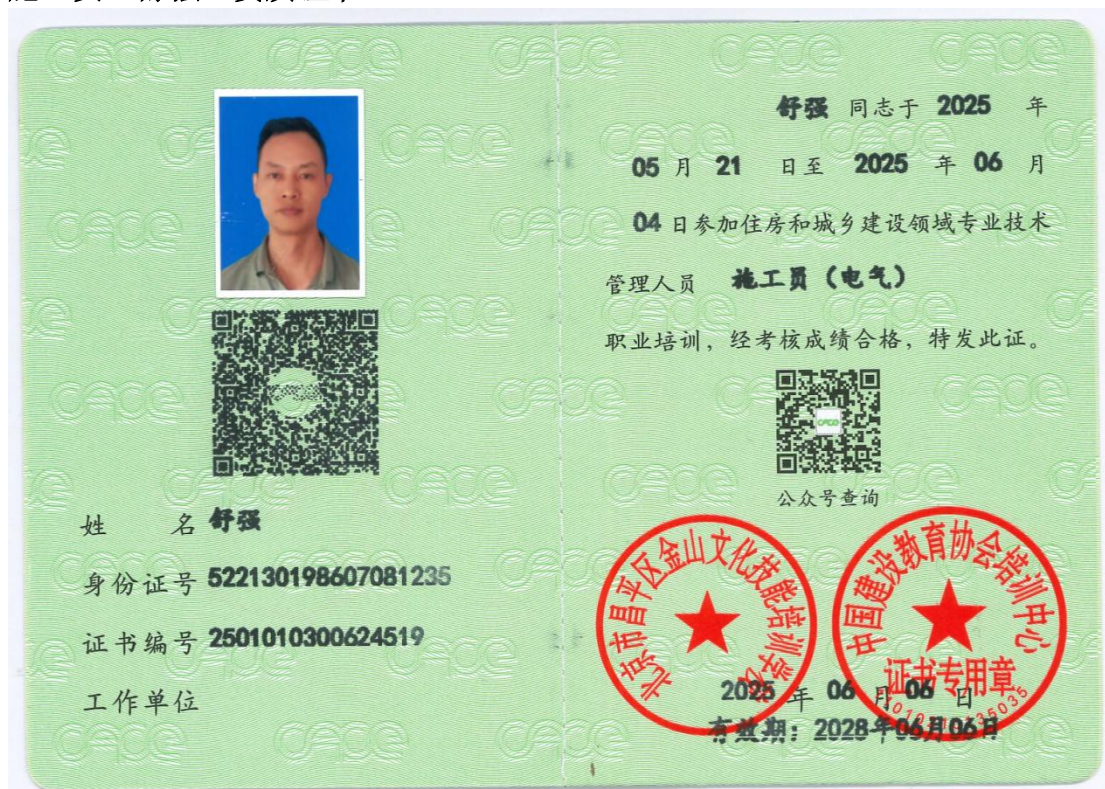 姓 名 舒强
身份证号 522130198607081235
证书编号 2501010300624519
工作单位
舒强 同志于 2025 年
05 月 21 日至 2025 年 06 月
04 日参加住房和城乡建设领域专业技术
管理人员 施工员（电气）
职业培训，经考核成绩合格，特发此证。
CAPCE
公众号查询
北京市昌平区金山文化技能培训学校
中国建设教育协会培训中心
证书专用章
2025 年 06 月 06 日
有效期：2028年06月06日